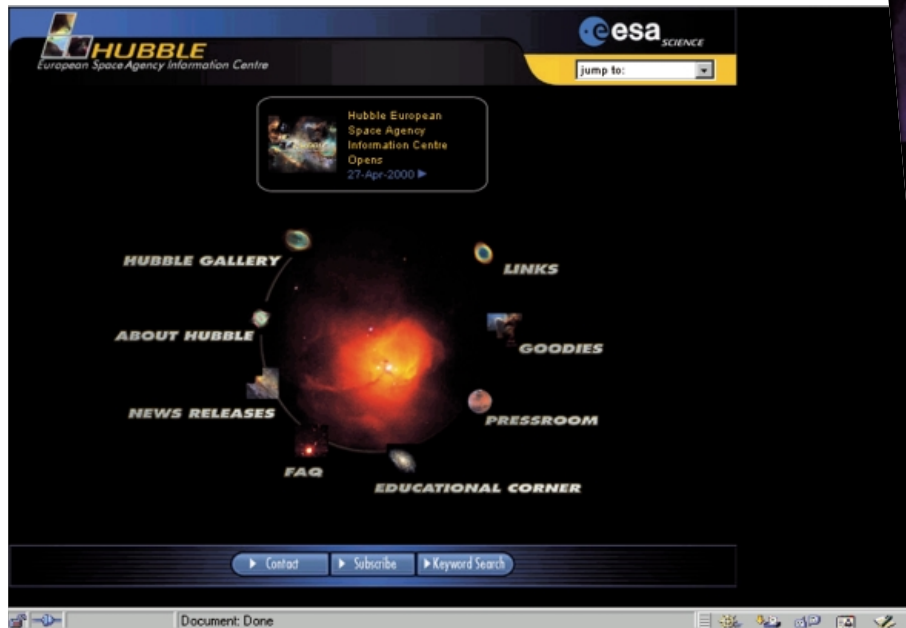 HUBBLE
European Space Agency Information Centre
esa
SCIENCE
jump to:
Hubble European
Space Agency
Information Centre
Opens
27-Apr-2000
HUBBLE GALLERY
LINKS
ABOUT HUBBLE
GOODIES
NEWS RELEASES
PRESSROOM
FAQ
EDUCATIONAL CORNER
Contact
Subscribe
Keyword Search
Document: Done